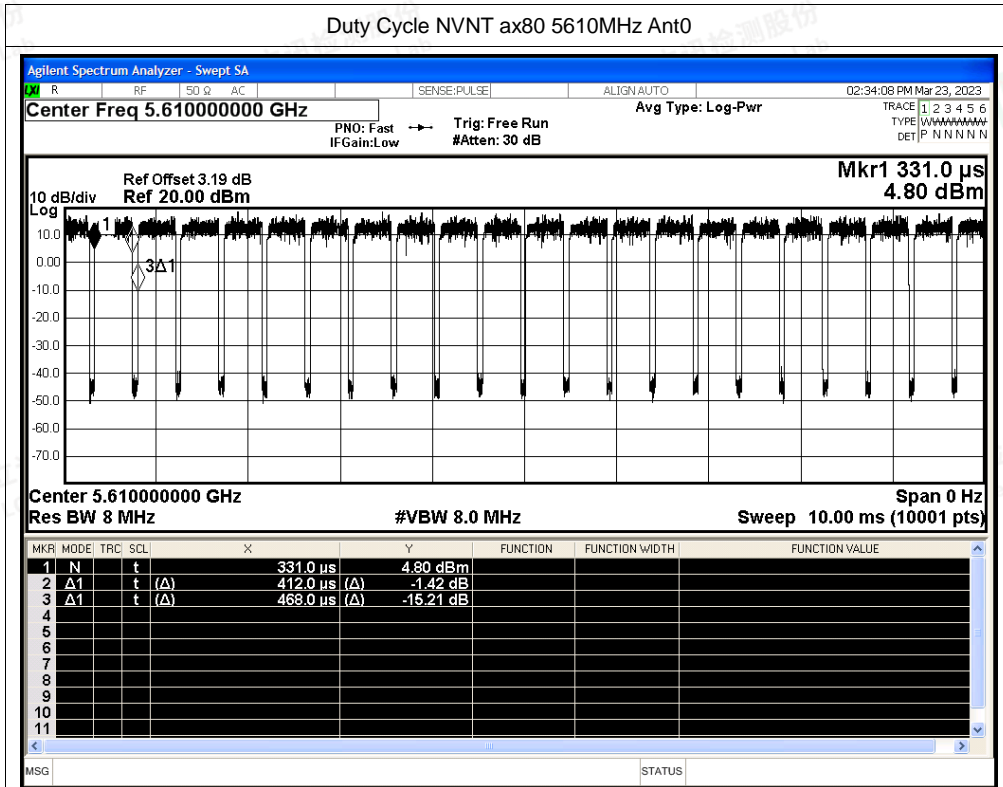 Duty Cycle NVNT ax80 5610MHz Ant0
Agilent Spectrum Analyzer - Swept SA
LXI R RF 50 Ω AC SENSE:PULSE ALIGN AUTO 02:34:08 PM Mar 23, 2023
Center Freq 5.610000000 GHz Avg Type: Log-Pwr TRACE 1 2 3 4 5 6
PNO: Fast Trig: Free Run TYPE WWWWWWW
IFGain:Low #Atten: 30 dB DET P N N N N N
Mkr1 331.0 µs
Ref Offset 3.19 dB
10 dB/div Ref 20.00 dBm 4.80 dBm
Log
10.0
1
0.00
3Δ1
-10.0
-20.0
-30.0
-40.0
-50.0
-60.0
-70.0
Center 5.610000000 GHz Span 0 Hz
Res BW 8 MHz #VBW 8.0 MHz Sweep 10.00 ms (10001 pts)
MKR MODE TRC SCL X Y FUNCTION FUNCTION WIDTH FUNCTION VALUE
1 N t 331.0 µs 4.80 dBm
2 Δ1 t (Δ) 412.0 µs (Δ) -1.42 dB
3 Δ1 t (Δ) 468.0 µs (Δ) -15.21 dB
4
5
6
7
8
9
10
11
MSG STATUS